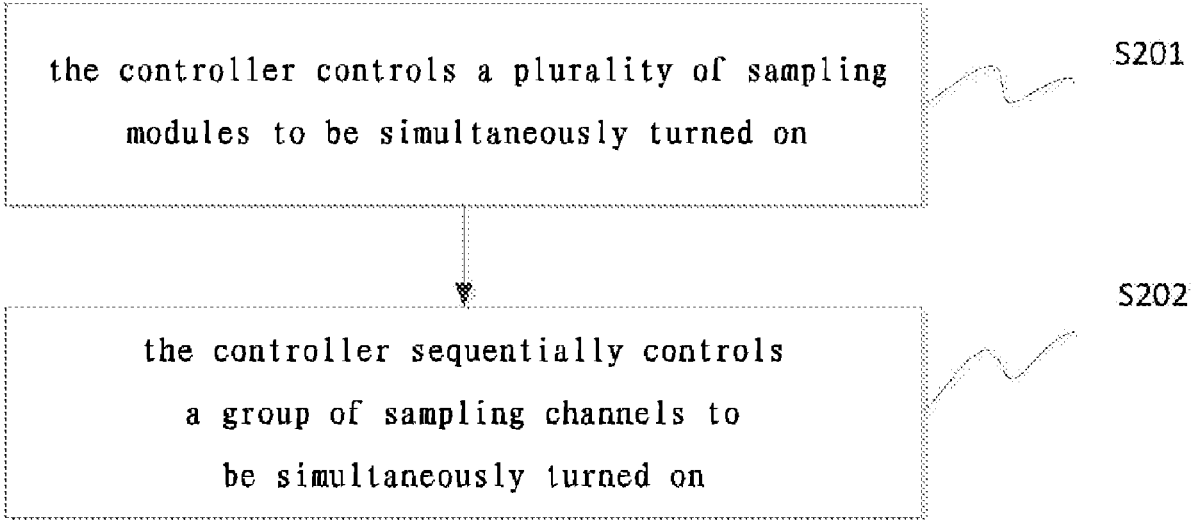 the controller controls a plurality of sampling
modules to be simultaneously turned on
S201
the controller sequentially controls
a group of sampling channels to
be simultaneously turned on
S202